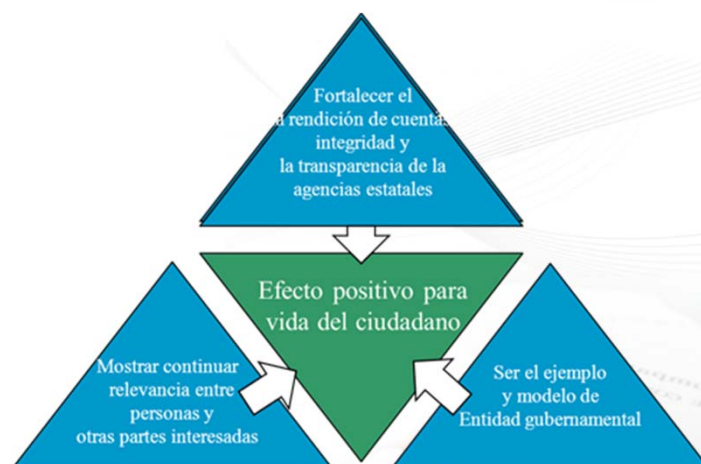 Fortalecer el
a rendición de cuentas
integridad y
la transparencia de la
agencias estatales
Efecto positivo para
vida del ciudadano
Mostrar continuar
relevancia entre
personas y
otras partes interesadas
Ser el ejemplo
y modelo de
Entidad gubernamental